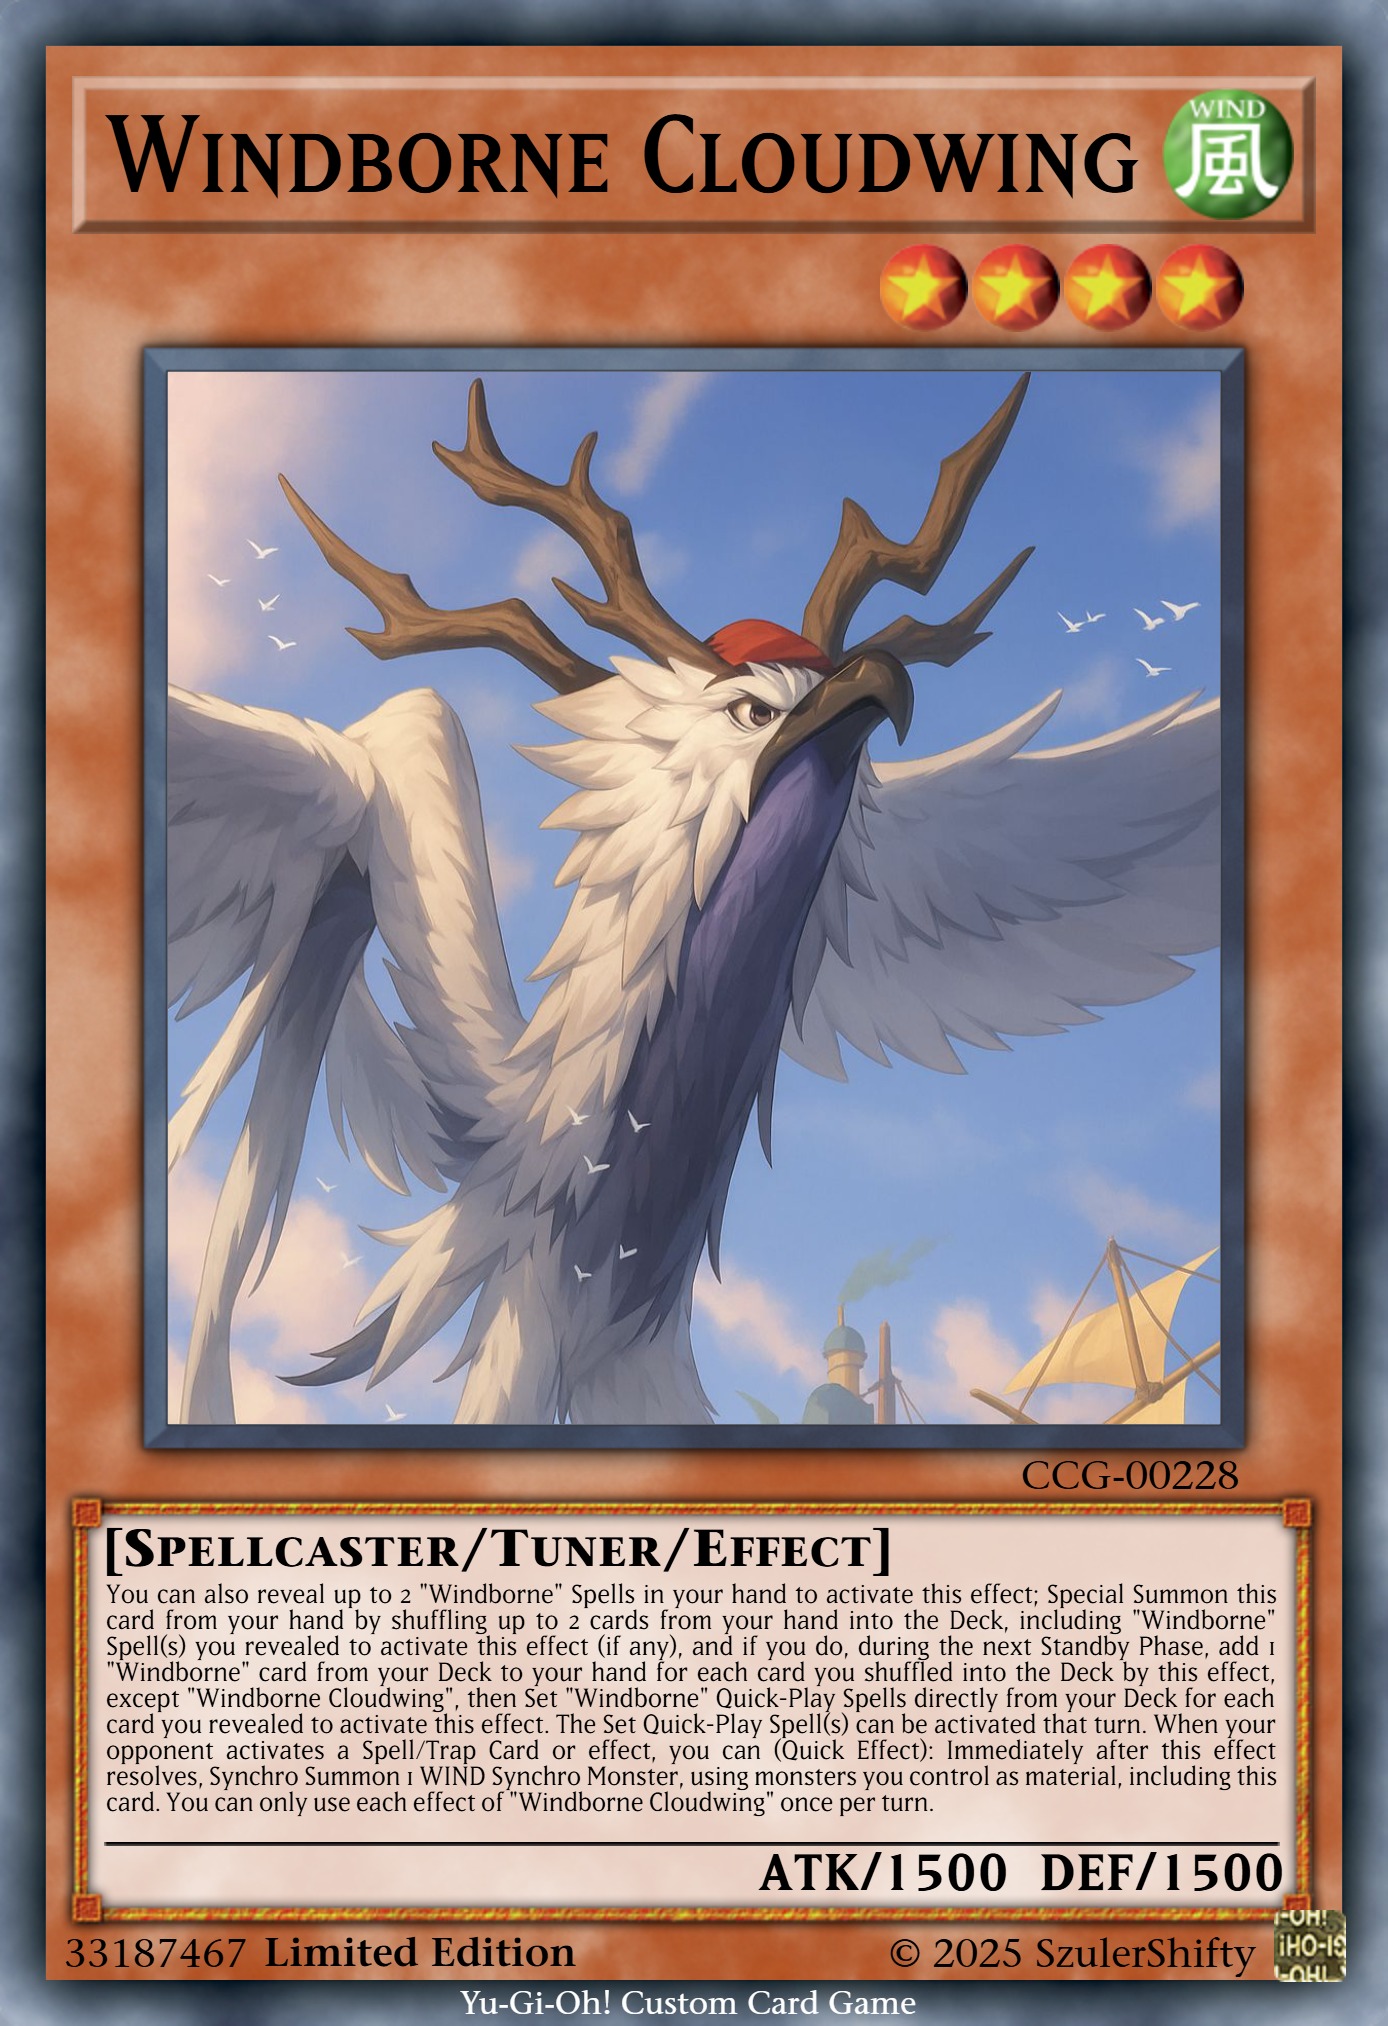 Windborne Cloudwing
WIND
風
CCG-00228
[Spellcaster/Tuner/Effect]
You can also reveal up to 2 "Windborne" Spells in your hand to activate this effect; Special Summon this
card from your hand by shuffling up to 2 cards from your hand into the Deck, including "Windborne"
Spell(s) you revealed to activate this effect (if any), and if you do, during the next Standby Phase, add 1
"Windborne" card from your Deck to your hand for each card you shuffled into the Deck by this effect,
except "Windborne Cloudwing", then Set "Windborne" Quick-Play Spells directly from your Deck for each
card you revealed to activate this effect. The Set Quick-Play Spell(s) can be activated that turn. When your
opponent activates a Spell/Trap Card or effect, you can (Quick Effect): Immediately after this effect
resolves, Synchro Summon 1 WIND Synchro Monster, using monsters you control as material, including this
card. You can only use each effect of "Windborne Cloudwing" once per turn.
ATK/1500 DEF/1500
33187467 Limited Edition
© 2025 SzulerShifty
Yu-Gi-Oh! Custom Card Game